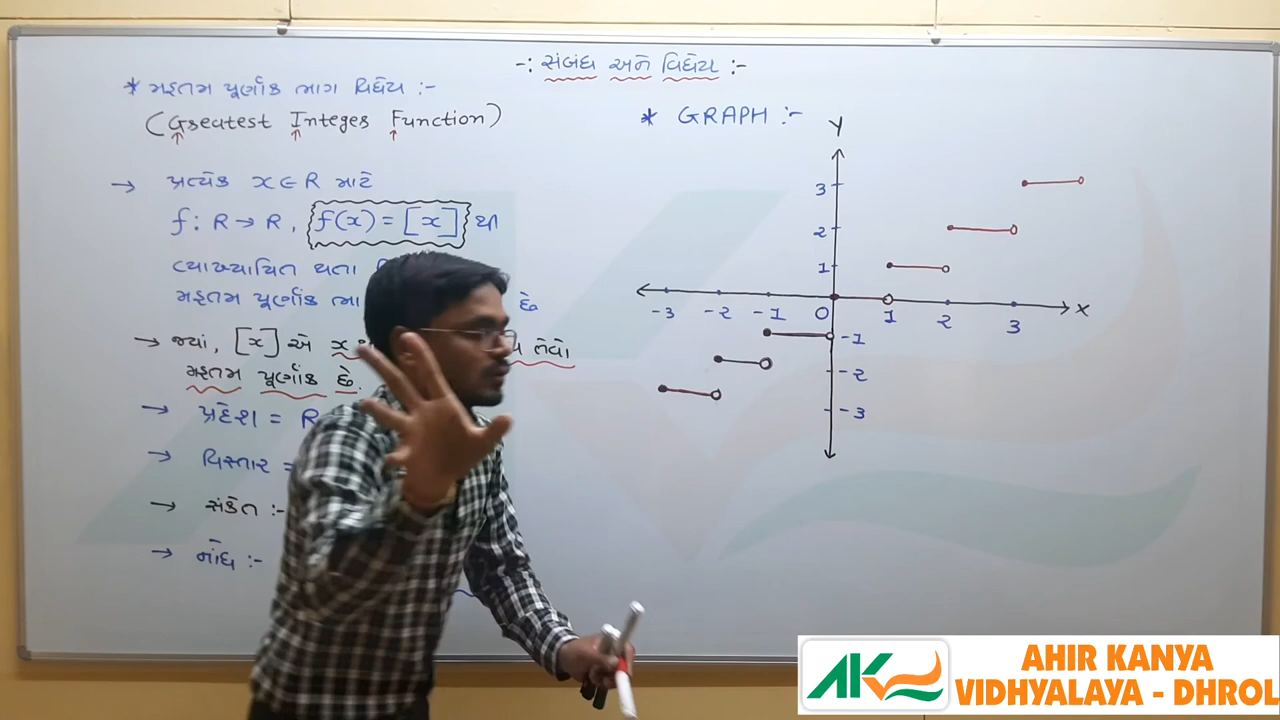 -: સંબંધ અને વિધેય :-
* મહત્તમ પૂર્ણાંક ભાગ વિધેય :-
(Greatest Integer Function)
→ પ્રત્યેક x ∈ R માટે
f: R → R, f(x) = [x] થી
વ્યાખ્યાયિત થતા
મહત્તમ પૂર્ણાંક ભા
છે
→ જ્યાં, [x] એ x
લેવો
મહત્તમ પૂર્ણાંક છે.
→ પ્રદેશ = R
→ વિસ્તાર =
→ સંકેત :-
→ નોંધ :-
* GRAPH :-
Y
3
2
1
-3 -2 -1 0 1 2 3 X
-1
-2
-3
AK
AHIR KANYA
VIDHYALAYA - DHROL